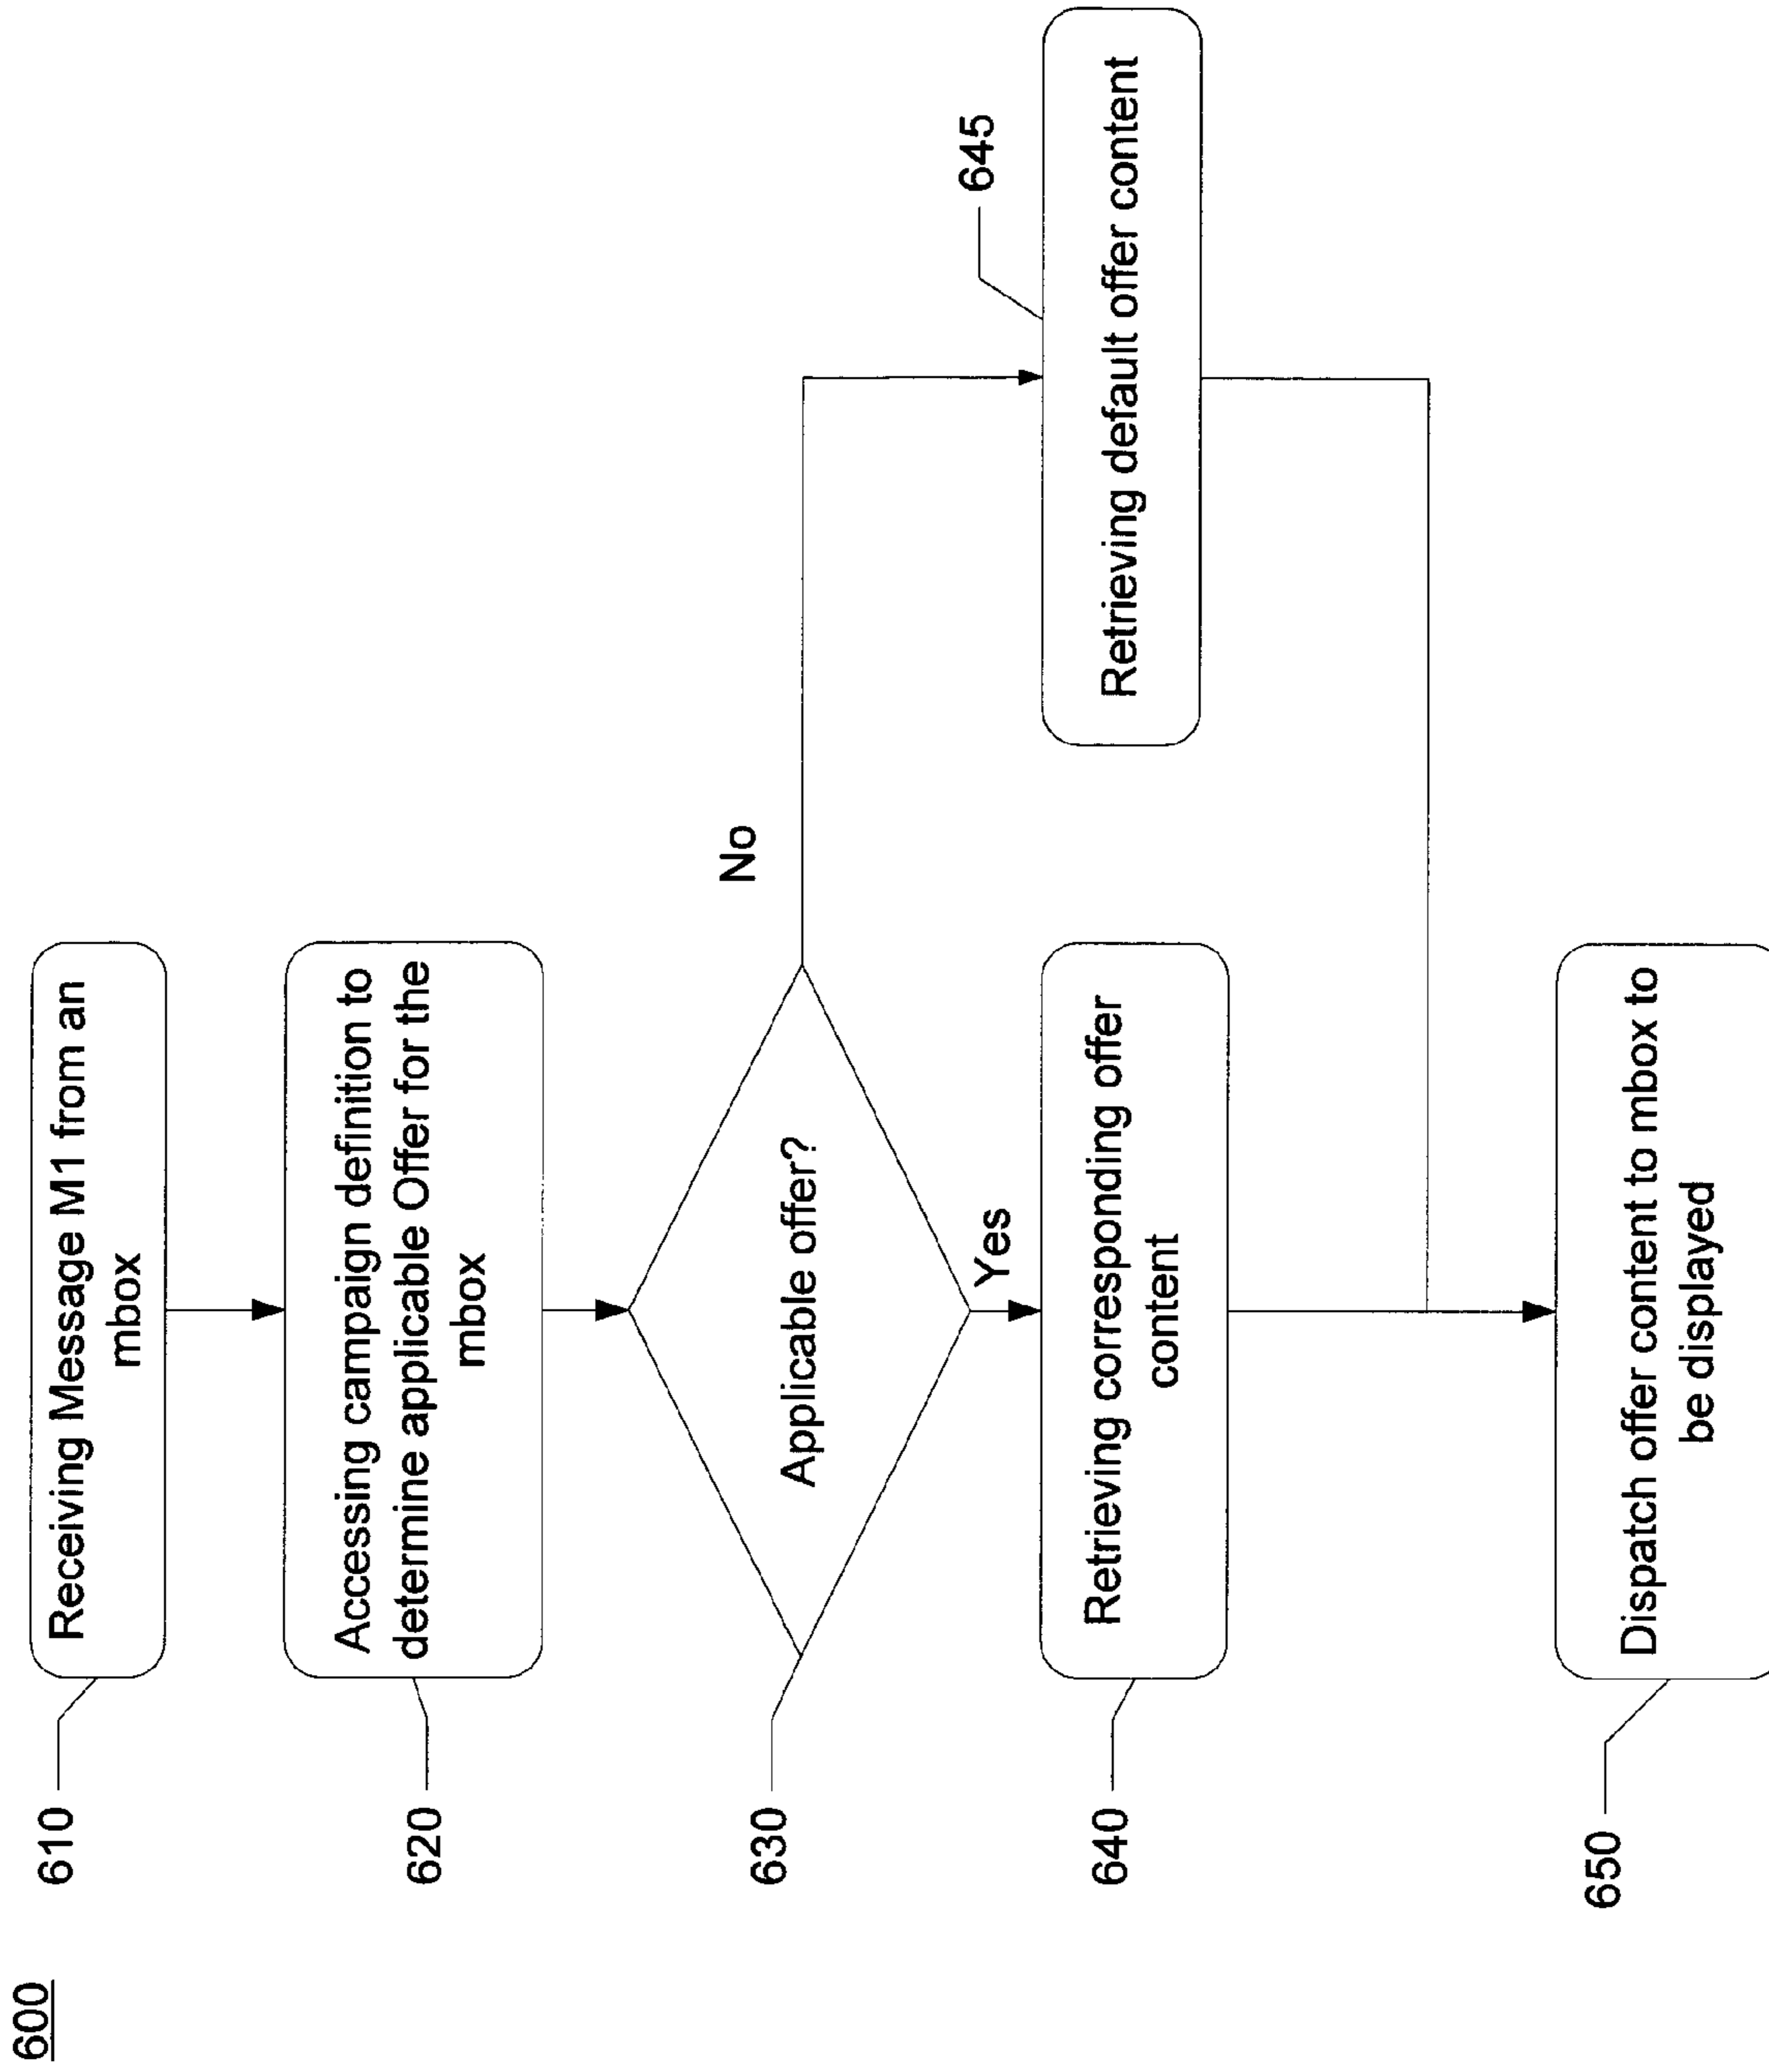 600
610
Receiving Message M1 from an
mbox
620
Accessing campaign definition to
determine applicable Offer for the
mbox
630
Applicable offer?
No
Yes
640
Retrieving corresponding offer
content
645
Retrieving default offer content
650
Dispatch offer content to mbox to
be displayed